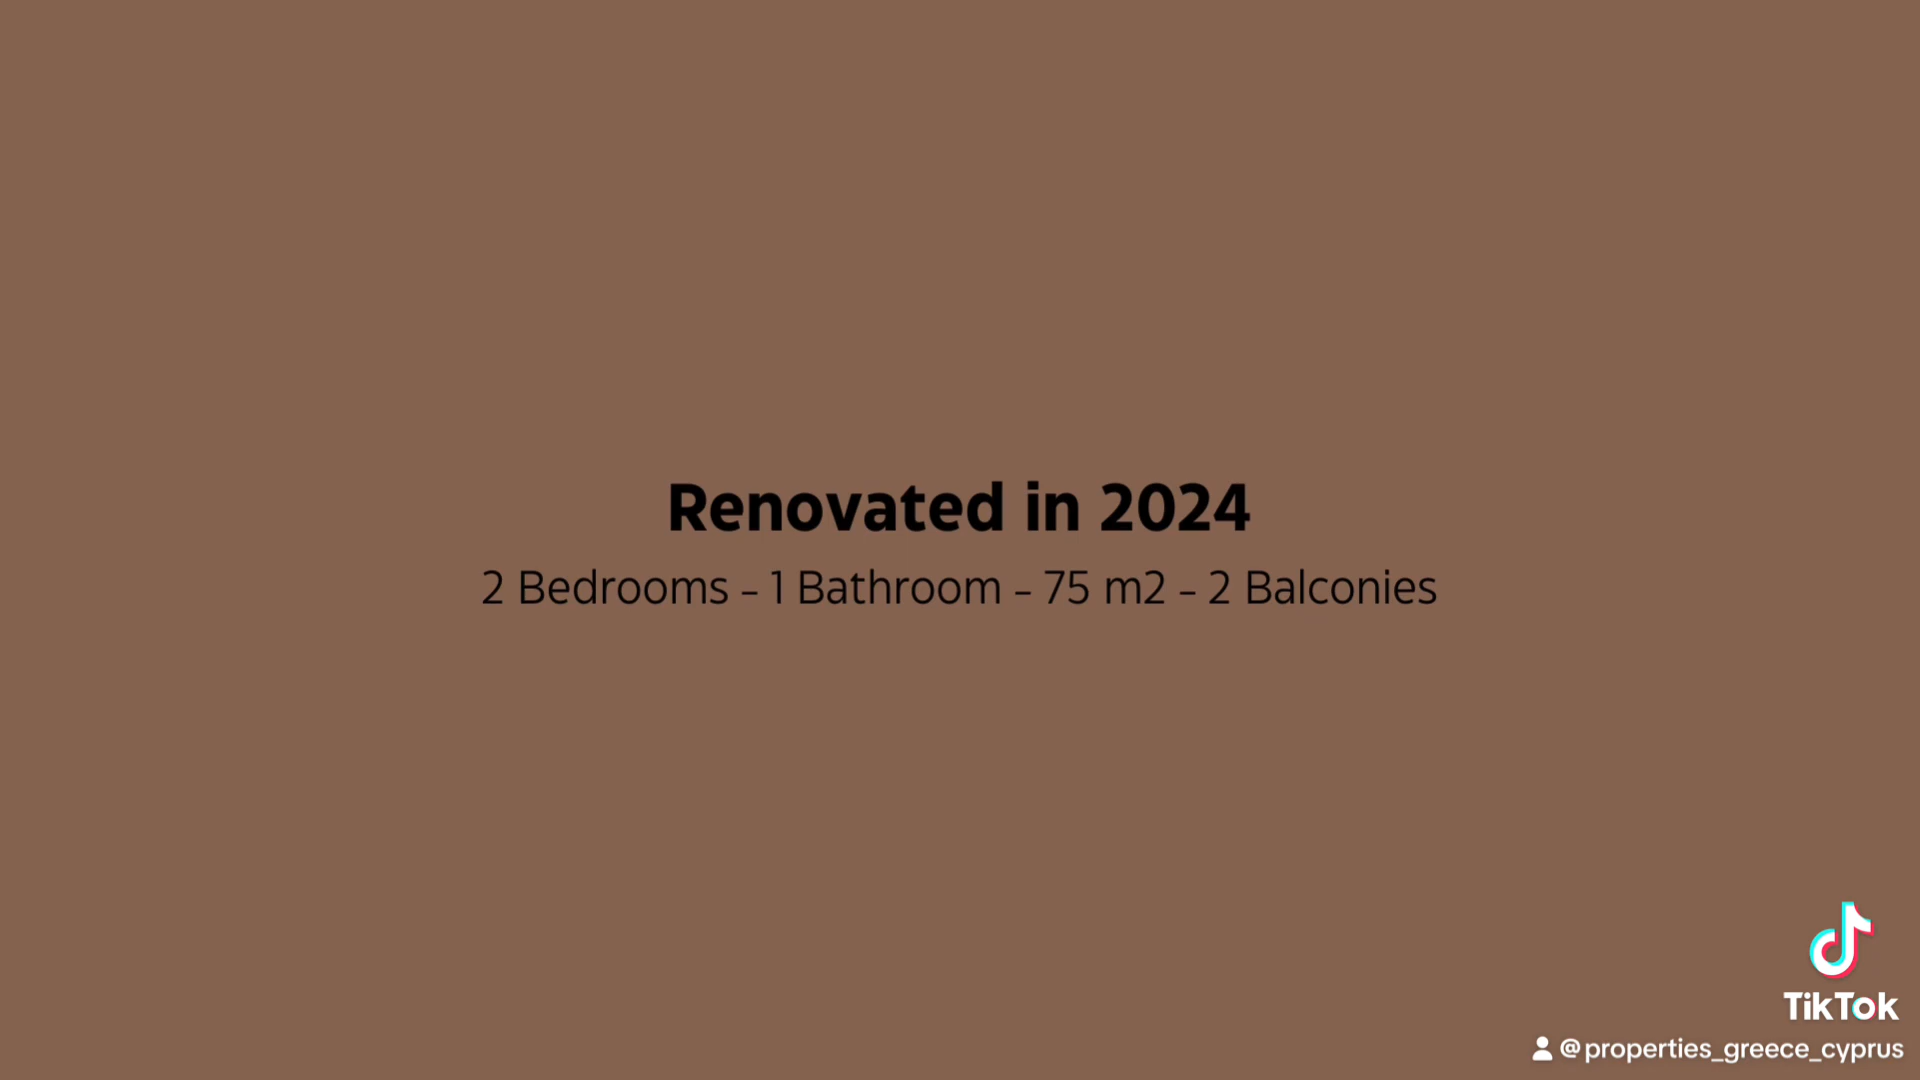 Renovated in 2024
2 Bedrooms – 1 Bathroom – 75 m2 – 2 Balconies
TikTok
@properties_greece_cyprus